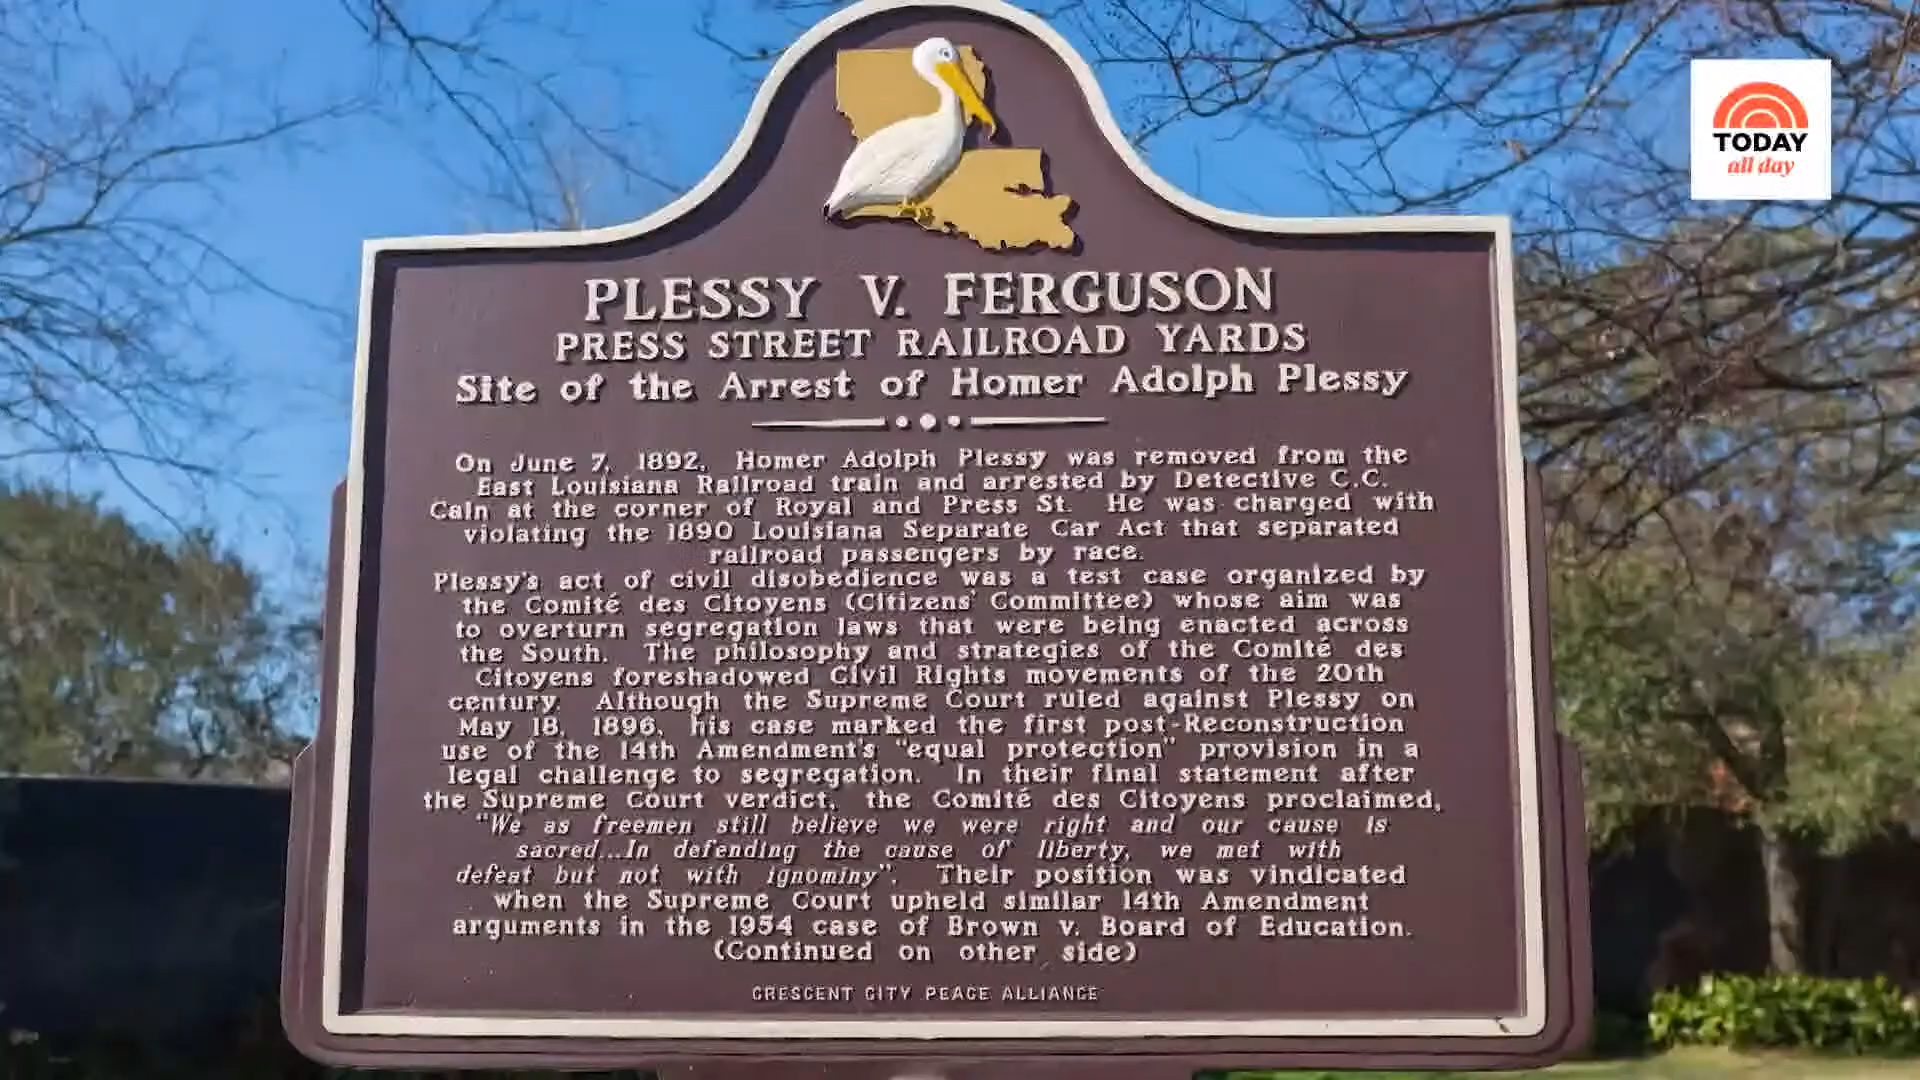 PLESSY V. FERGUSON
PRESS STREET RAILROAD YARDS
Site of the Arrest of Homer Adolph Plessy
On June 7, 1892, Homer Adolph Plessy was removed from the
East Louisiana Railroad train and arrested by Detective C.C.
Cain at the corner of Royal and Press St. He was charged with
violating the 1890 Louisiana Separate Car Act that separated
railroad passengers by race.
Plessy's act of civil disobedience was a test case organized by
the Comité des Citoyens (Citizens' Committee) whose aim was
to overturn segregation laws that were being enacted across
the South. The philosophy and strategies of the Comité des
Citoyens foreshadowed Civil Rights movements of the 20th
century. Although the Supreme Court ruled against Plessy on
May 18, 1896, his case marked the first post-Reconstruction
use of the 14th Amendment's "equal protection" provision in a
legal challenge to segregation. In their final statement after
the Supreme Court verdict, the Comité des Citoyens proclaimed,
"We as freemen still believe we were right and our cause is
sacred...In defending the cause of liberty, we met with
defeat but not with ignominy". Their position was vindicated
when the Supreme Court upheld similar 14th Amendment
arguments in the 1954 case of Brown v. Board of Education.
(Continued on other side)
CRESCENT CITY PEACE ALLIANCE
TODAY
all day